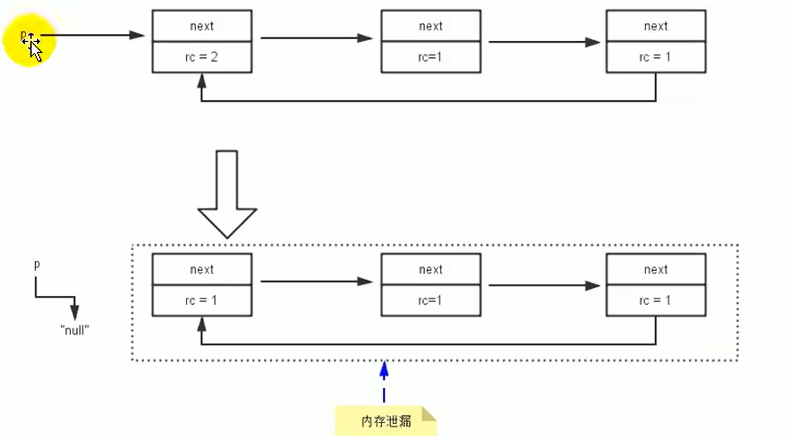 p
next
next
next
rc = 2
rc=1
rc = 1
p
next
next
next
rc = 1
rc=1
rc = 1
"null"
内存泄漏